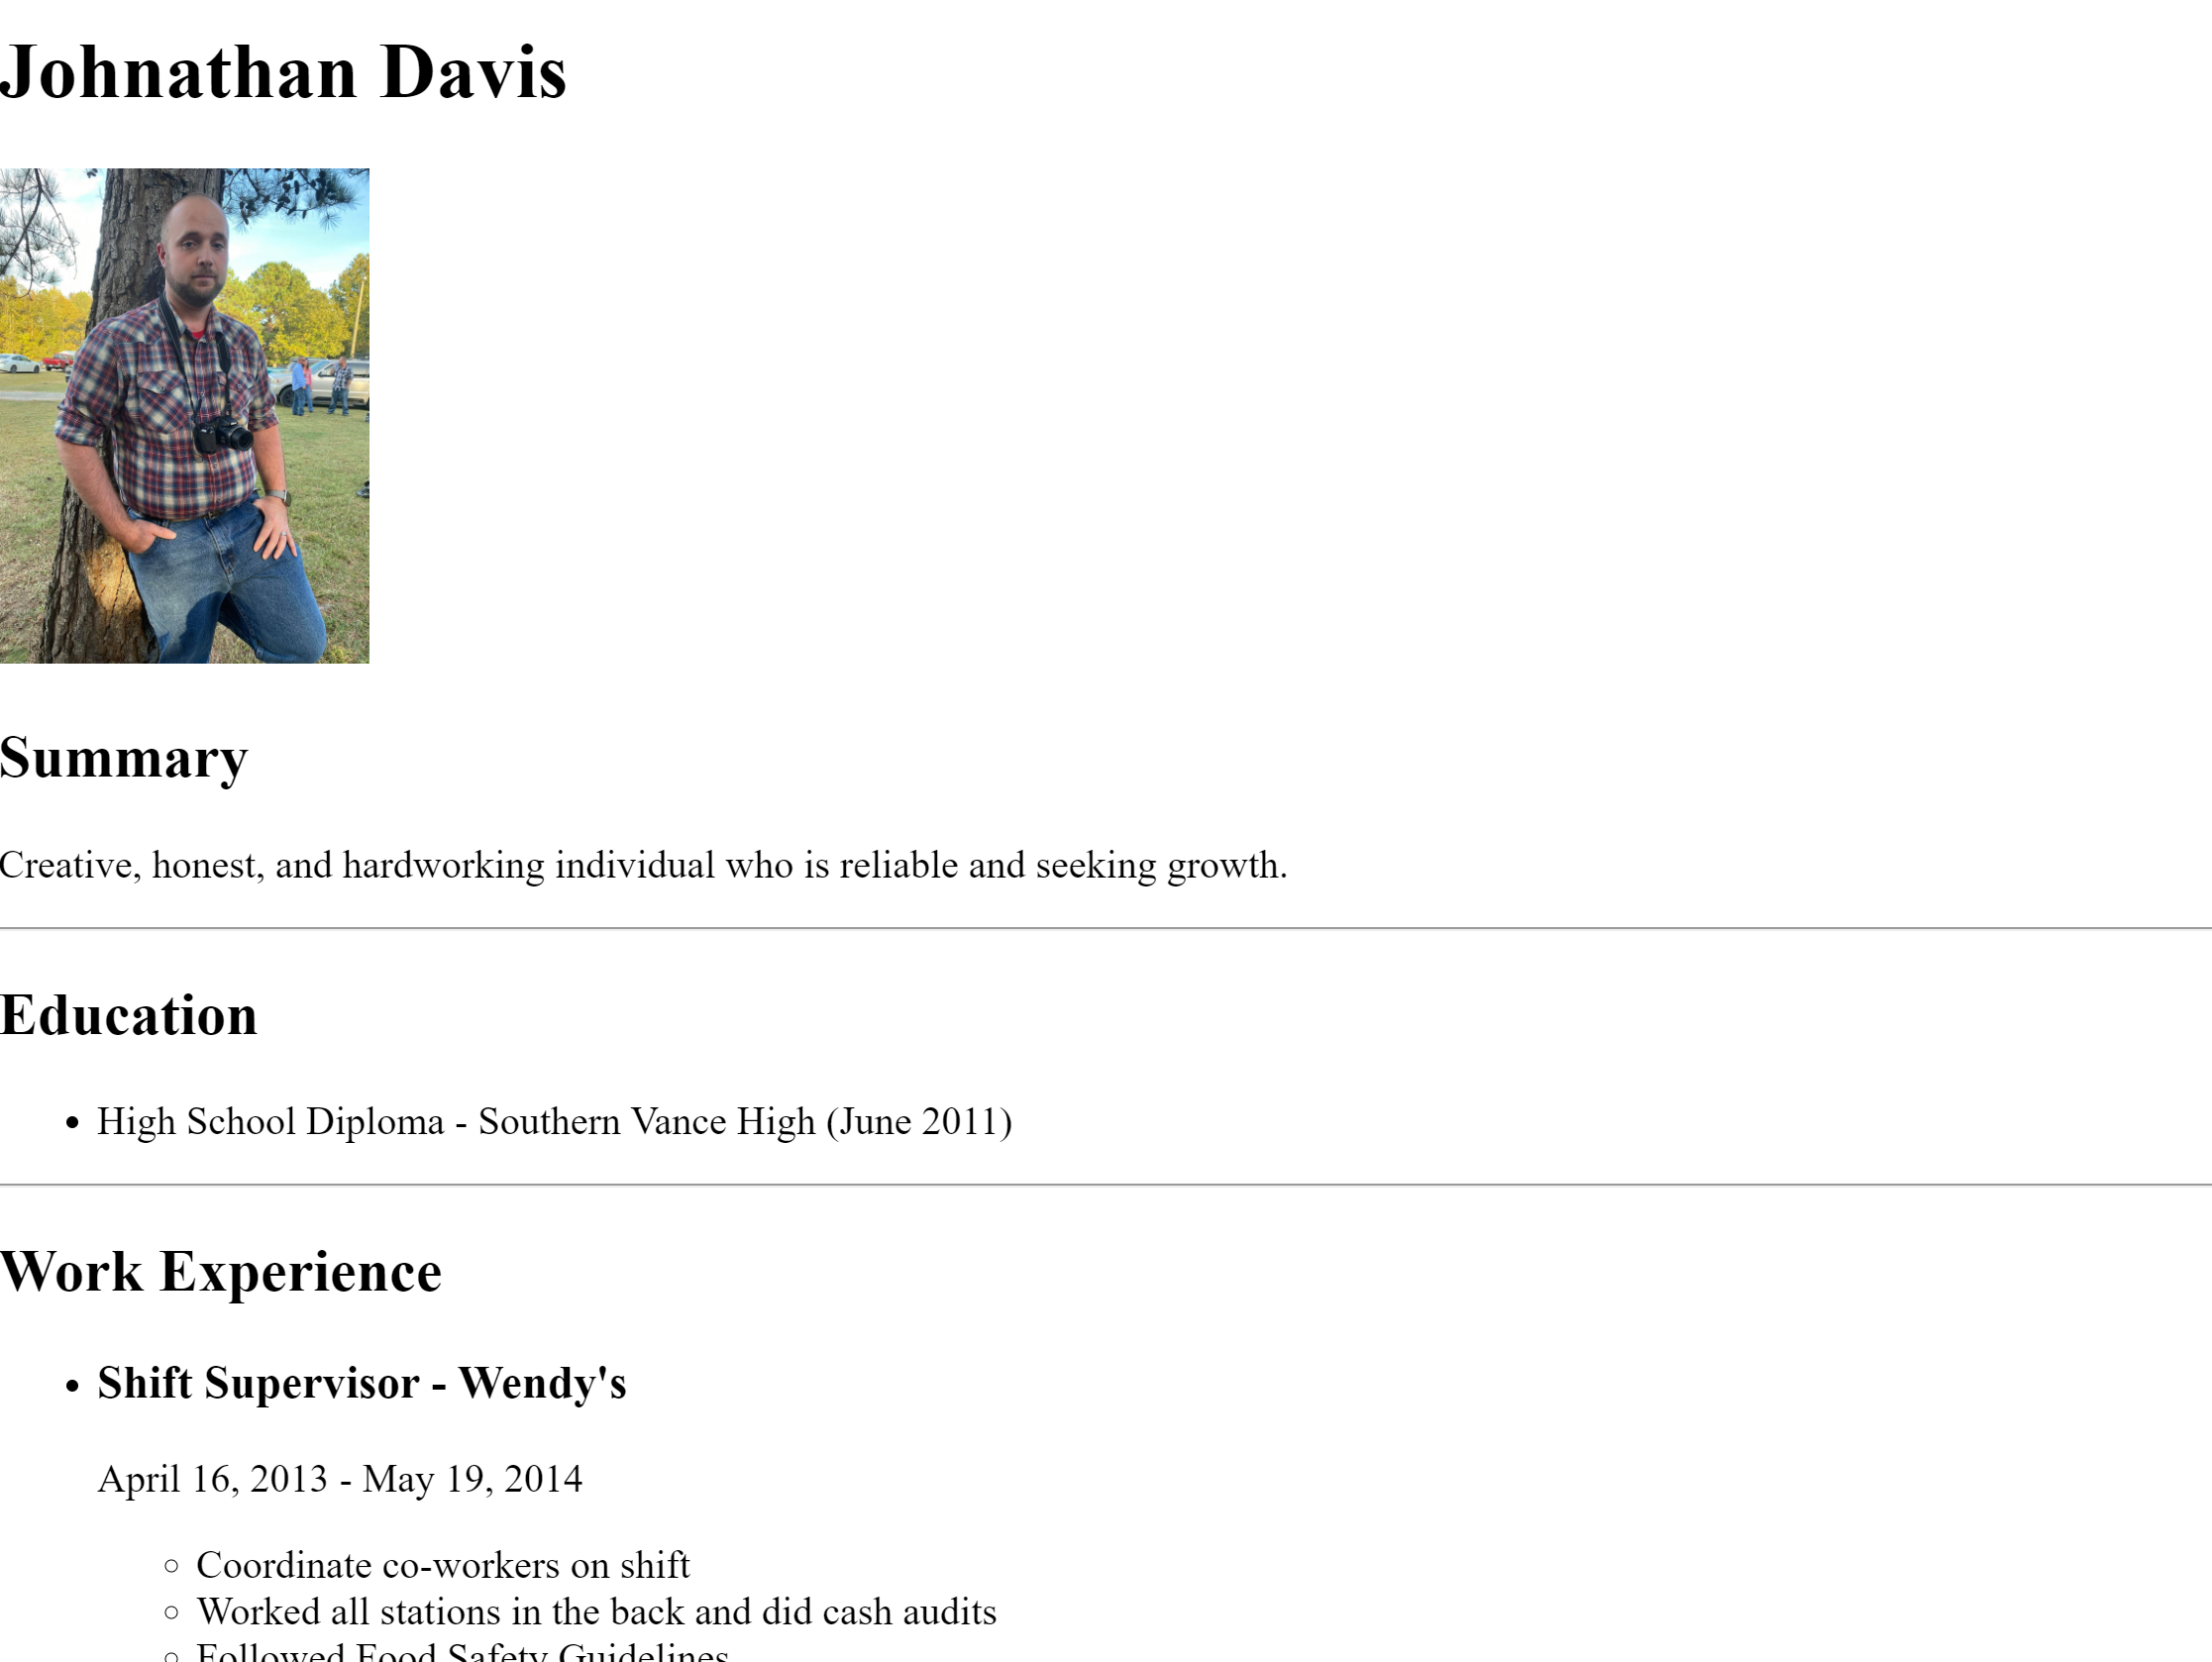 Johnathan Davis
Summary
Creative, honest, and hardworking individual who is reliable and seeking growth.
Education
High School Diploma - Southern Vance High (June 2011)
Work Experience
Shift Supervisor - Wendy's
April 16, 2013 - May 19, 2014
Coordinate co-workers on shift
Worked all stations in the back and did cash audits
Followed Food Safety Guidelines